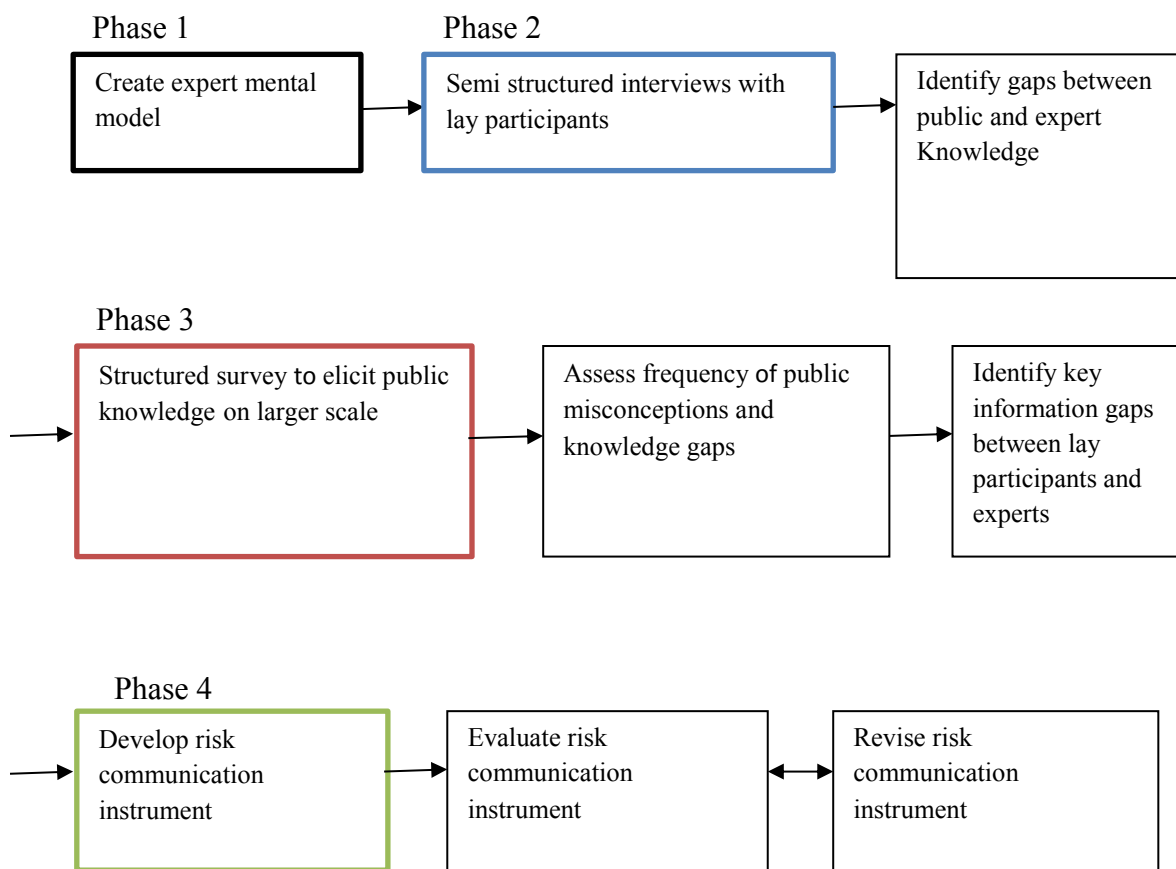 Phase 1
Create expert mental
model
Phase 2
Semi structured interviews with
lay participants
Identify gaps between
public and expert
Knowledge
Phase 3
Structured survey to elicit public
knowledge on larger scale
Assess frequency of public
misconceptions and
knowledge gaps
Identify key
information gaps
between lay
participants and
experts
Phase 4
Develop risk
communication
instrument
Evaluate risk
communication
instrument
Revise risk
communication
instrument